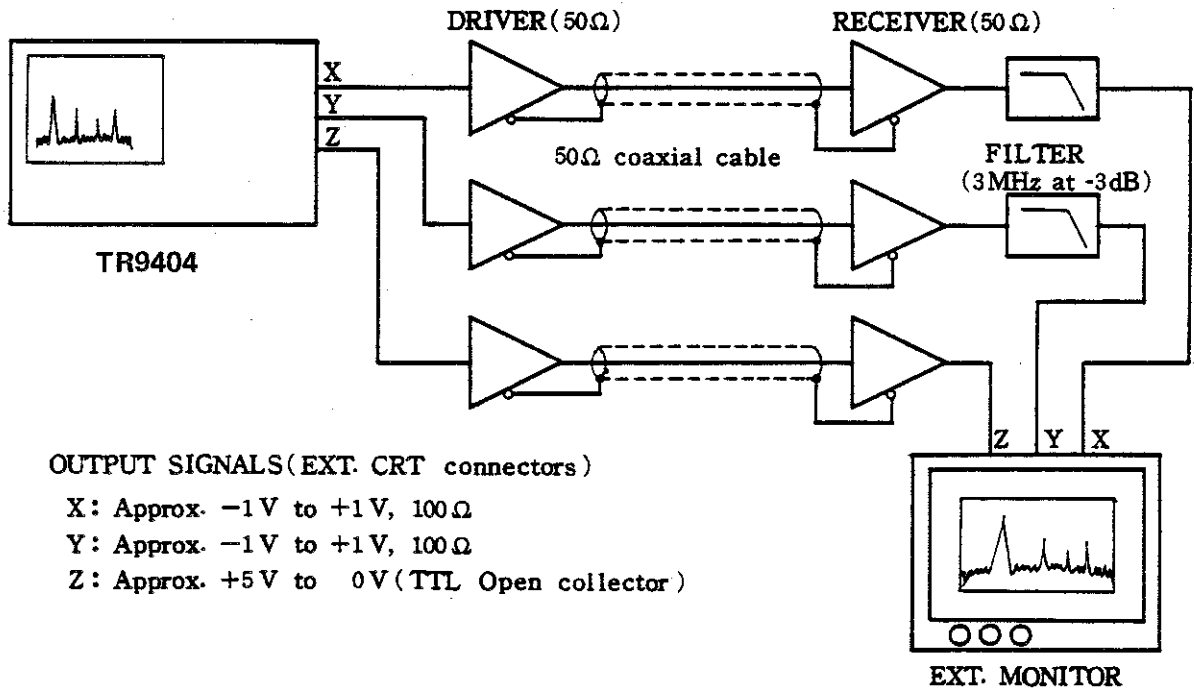 DRIVER(50Ω)
RECEIVER(50Ω)
X
Y
Z
50Ω coaxial cable
FILTER
(3MHz at -3dB)
TR9404
Z Y X
OUTPUT SIGNALS(EXT. CRT connectors)
X: Approx. −1V to +1V, 100Ω
Y: Approx. −1V to +1V, 100Ω
Z: Approx. +5V to 0V(TTL Open collector)
EXT. MONITOR